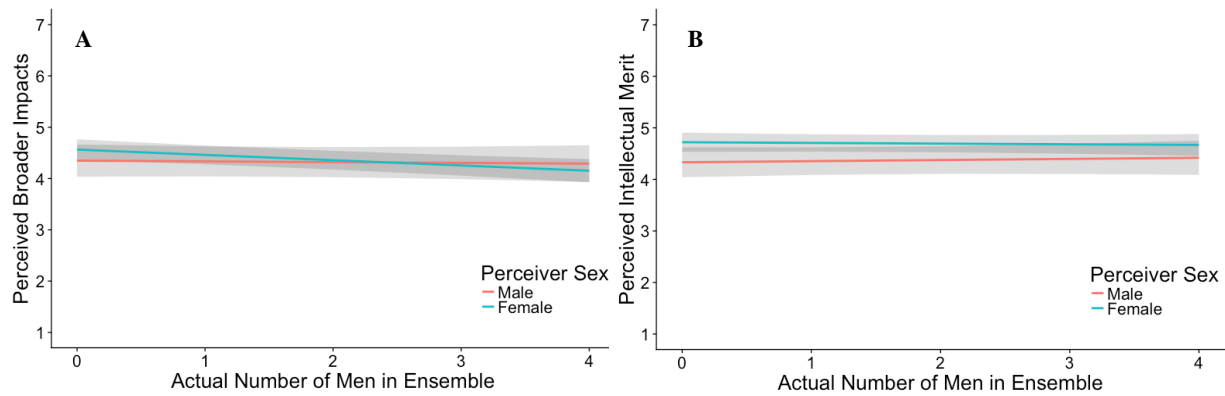 A
Perceived Broader Impacts
7
6
5
4
3
2
1
0 1 2 3 4
Actual Number of Men in Ensemble
Perceiver Sex
Male
Female
B
Perceived Intellectual Merit
7
6
5
4
3
2
1
0 1 2 3 4
Actual Number of Men in Ensemble
Perceiver Sex
Male
Female